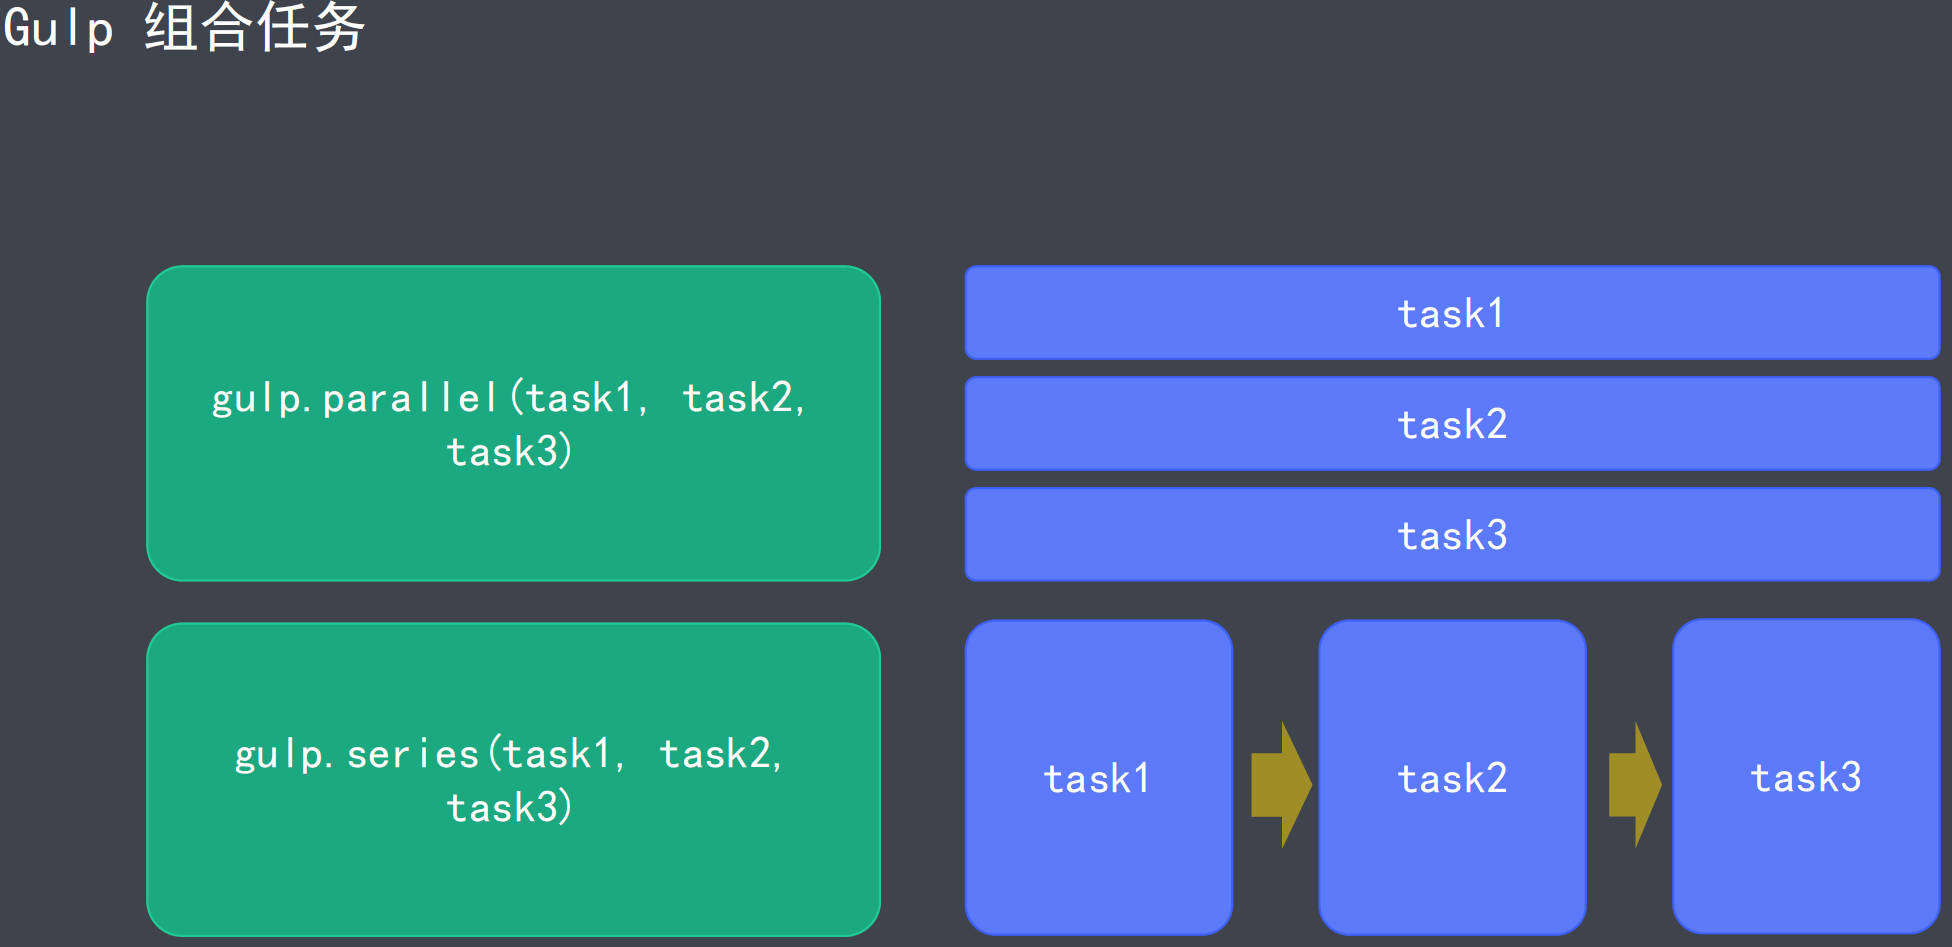 Gulp 组合任务
gulp.parallel(task1, task2,
task3)
task1
task2
task3
gulp.series(task1, task2,
task3)
task1
task2
task3